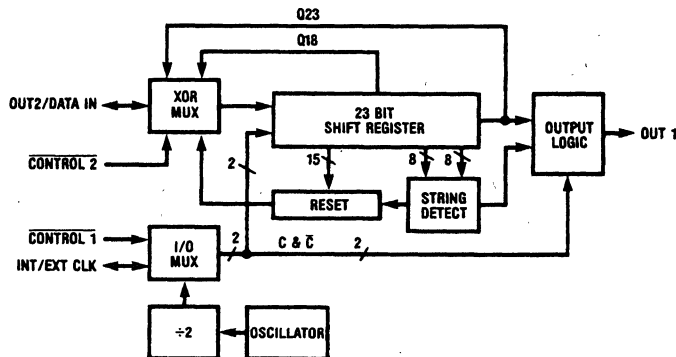 Q23
Q18
OUT2/DATA IN
XOR
MUX
23 BIT
SHIFT REGISTER
OUTPUT
LOGIC
OUT 1
CONTROL 2
2
15
8
8
RESET
STRING
DETECT
CONTROL 1
INT/EXT CLK
I/O
MUX
2
C & C̅
2
÷2
OSCILLATOR